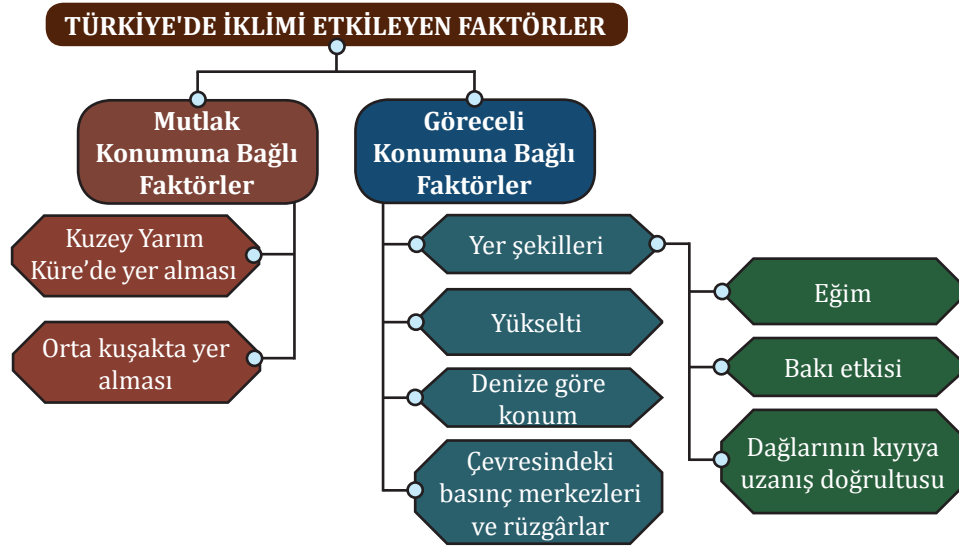 TÜRKİYE'DE İKLİMİ ETKİLEYEN FAKTÖRLER
Mutlak
Konumuna Bağlı
Faktörler
Kuzey Yarım
Küre’de yer alması
Orta kuşakta yer
alması
Göreceli
Konumuna Bağlı
Faktörler
Yer şekilleri
Yükselti
Denize göre
konum
Çevresindeki
basınç merkezleri
ve rüzgârlar
Eğim
Bakı etkisi
Dağlarının kıyıya
uzanış doğrultusu